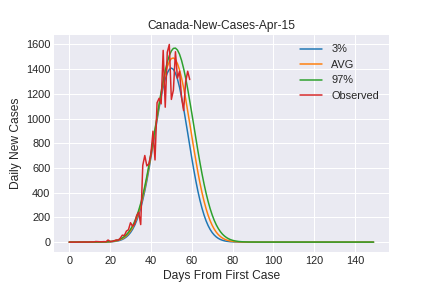 Canada-New-Cases-Apr-15
1600
1400
1200
1000
800
600
400
200
0
Daily New Cases
3%
AVG
97%
Observed
0 20 40 60 80 100 120 140
Days From First Case